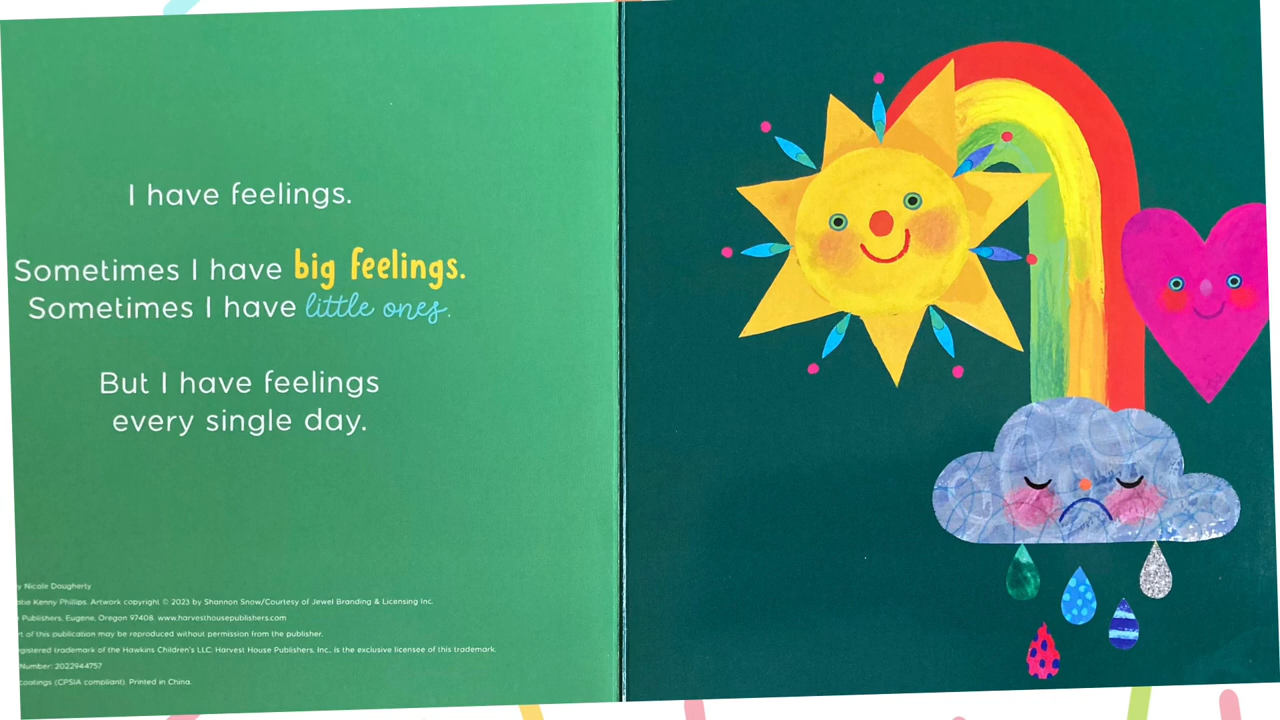 I have feelings.
Sometimes I have big feelings.
Sometimes I have little ones.
But I have feelings
every single day.
by Nicole Dougherty
Katie Kenny Phillips. Artwork copyright © 2023 by Shannon Snow/Courtesy of Jewel Branding & Licensing Inc.
Publishers, Eugene, Oregon 97408. www.harvesthousepublishers.com
of this publication may be reproduced without permission from the publisher.
registered trademark of the Hawkins Children's LLC. Harvest House Publishers, Inc., is the exclusive licensee of this trademark.
Number: 2022944757
coatings (CPSIA compliant). Printed in China.